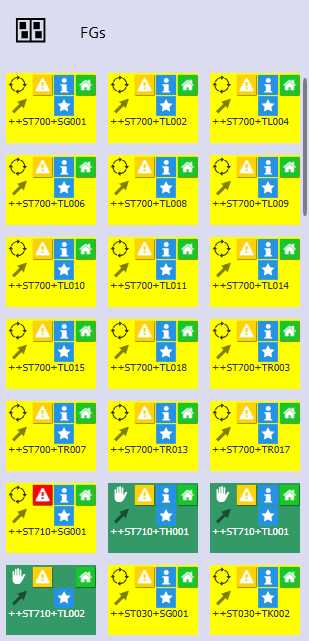 FGs
++ST700+SG001 ++ST700+TL002 ++ST700+TL004
++ST700+TL006 ++ST700+TL008 ++ST700+TL009
++ST700+TL010 ++ST700+TL011 ++ST700+TL014
++ST700+TL015 ++ST700+TL018 ++ST700+TR003
++ST700+TR007 ++ST700+TR013 ++ST700+TR017
++ST710+SG001 ++ST710+TH001 ++ST710+TL001
++ST710+TL002 ++ST030+SG001 ++ST030+TK002